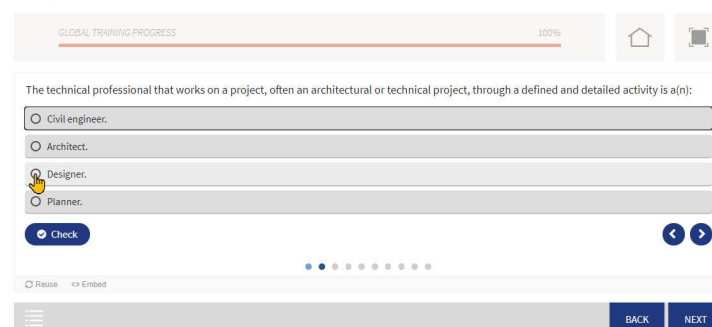 GLOBAL TRAINING PROGRESS 100%
The technical professional that works on a project, often an architectural or technical project, through a defined and detailed activity is a(n):
Civil engineer.
Architect.
Designer.
Planner.
Check
Reuse <> Embed
BACK NEXT